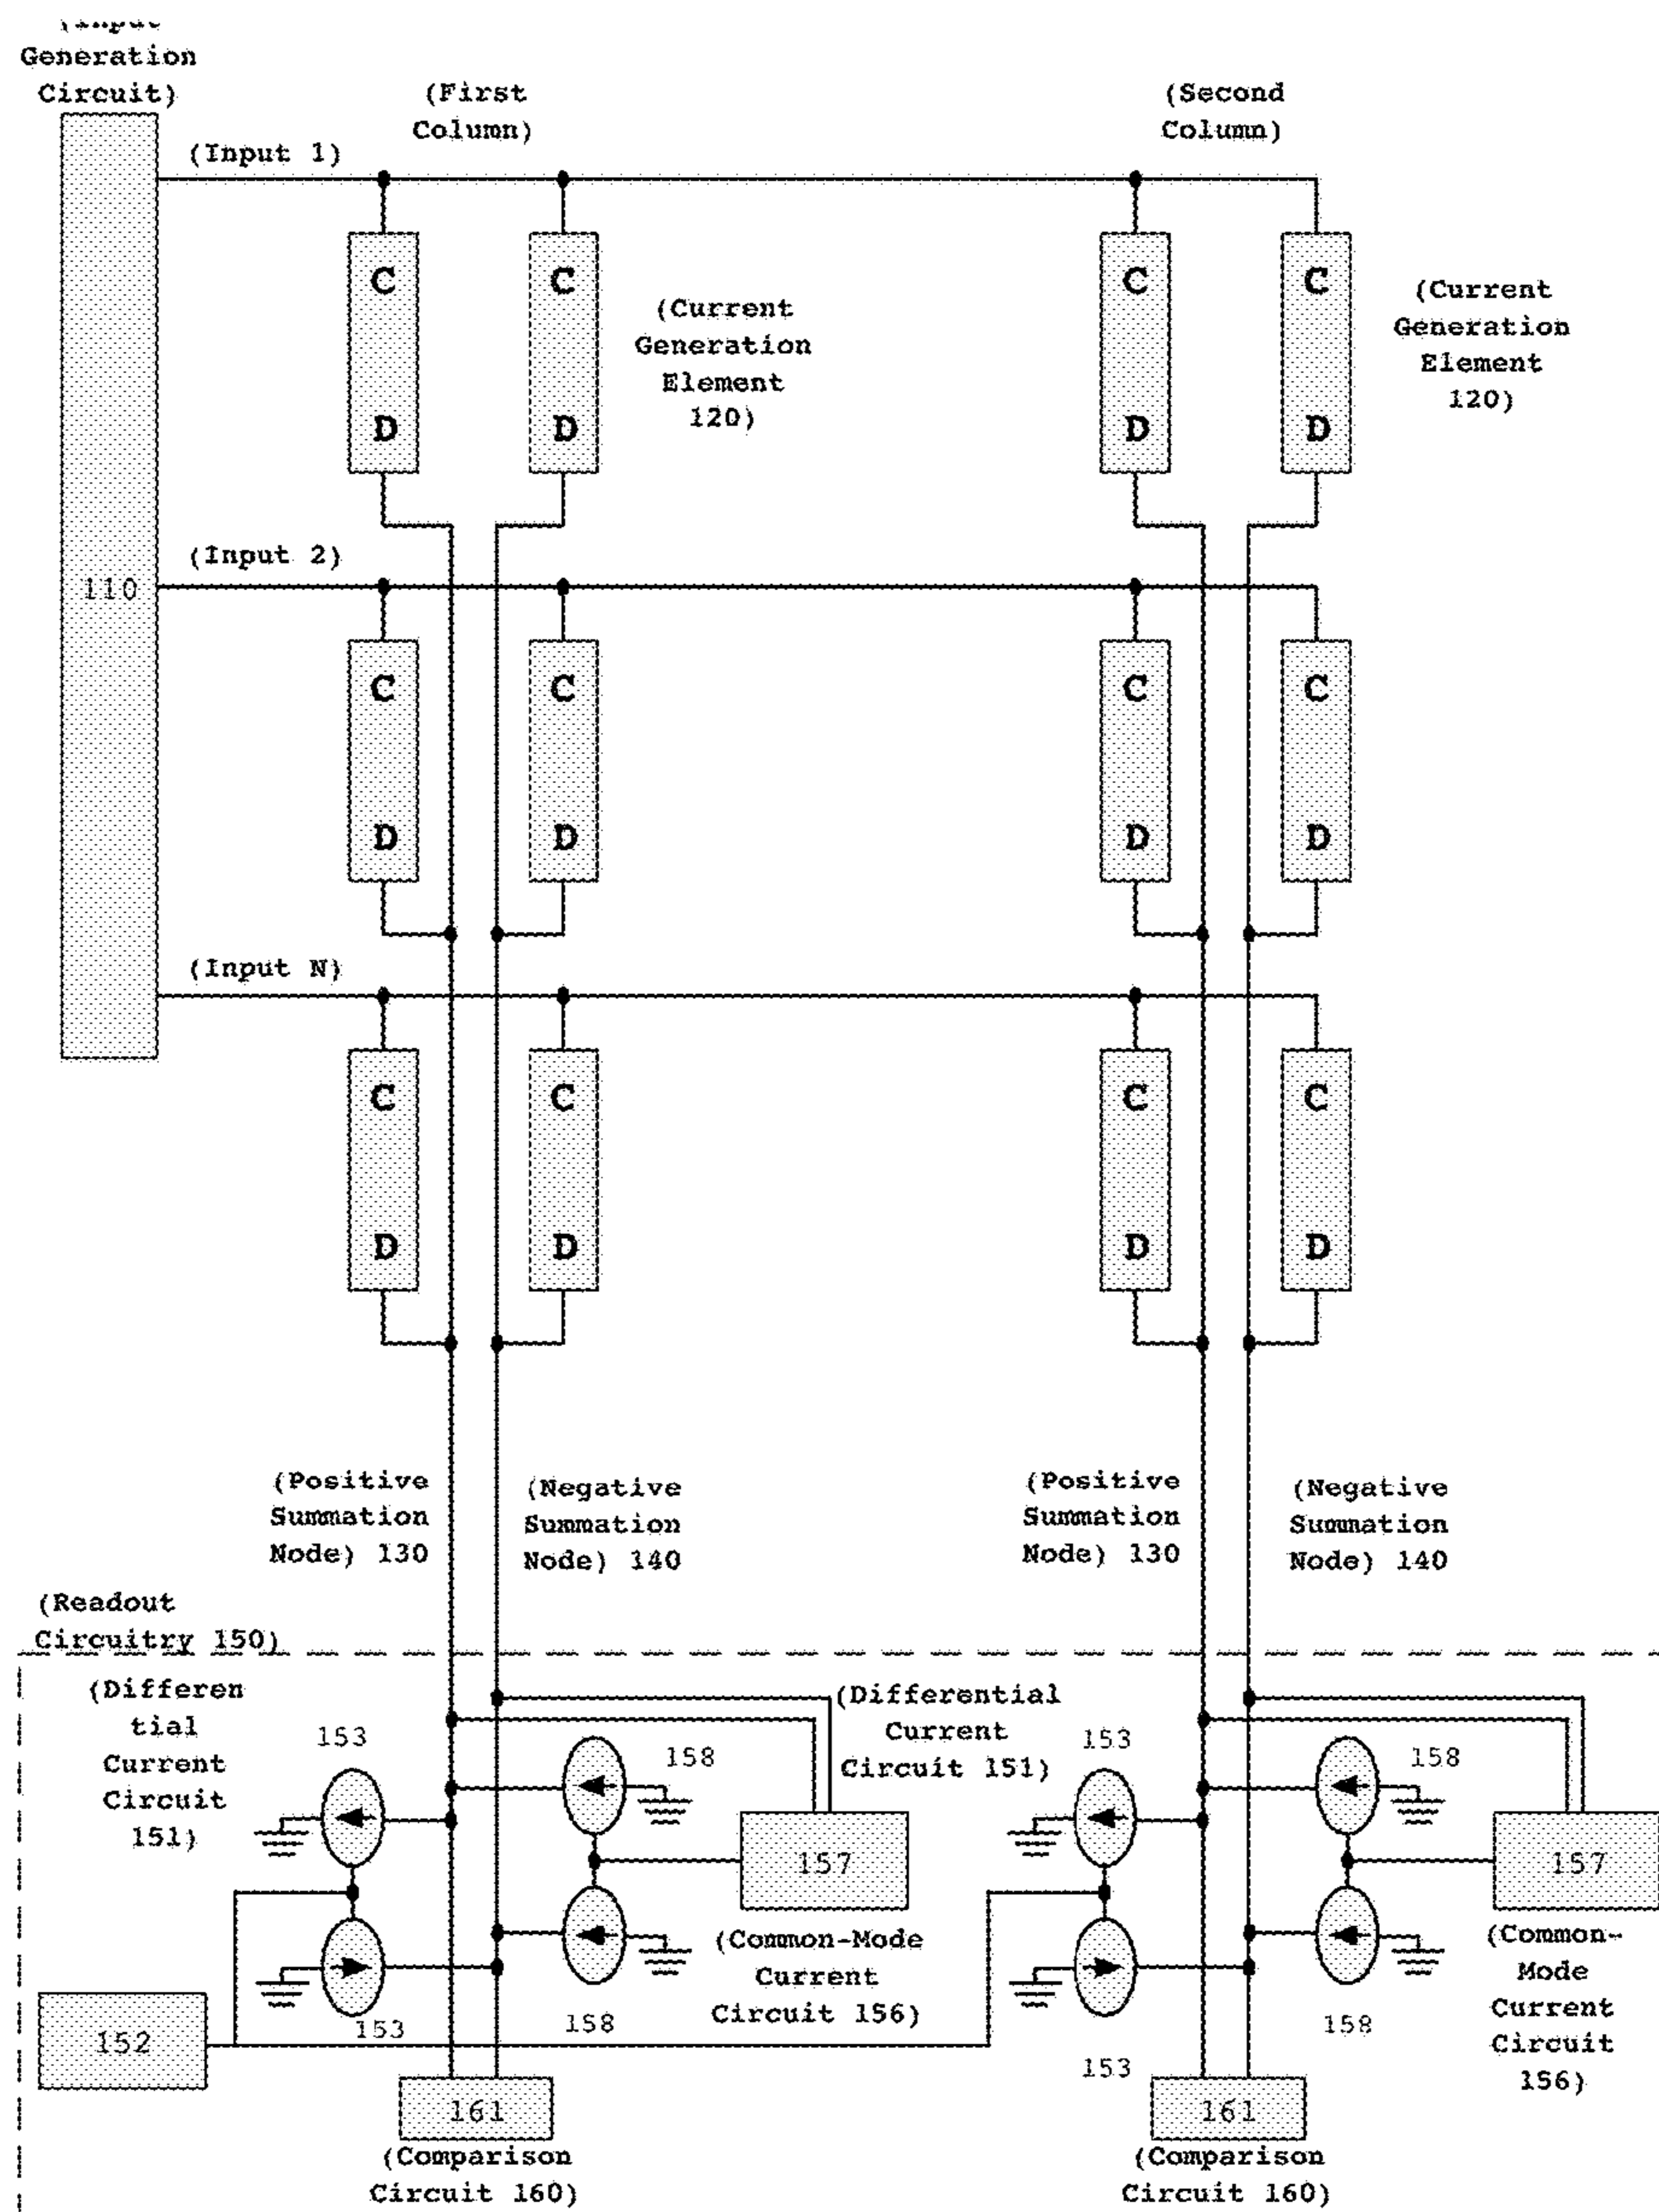 Generation
Circuit)
(First
Column)
(Second
Column)
(Input 1)
C
C
C
C
(Current
Generation
Element
120)
(Current
Generation
Element
120)
D
D
D
D
(Input 2)
110
C
C
C
C
D
D
D
D
(Input N)
C
C
C
C
D
D
D
D
(Positive
Summation
Node) 130
(Negative
Summation
Node) 140
(Positive
Summation
Node) 130
(Negative
Summation
Node) 140
(Readout
Circuitry 150)
(Differen
tial
Current
Circuit
151)
153
158
(Differential
Current
Circuit 151)
153
158
157
157
(Common-Mode
Current
Circuit 156)
(Common-
Mode
Current
Circuit
156)
152
153
158
153
158
161
161
(Comparison
Circuit 160)
(Comparison
Circuit 160)